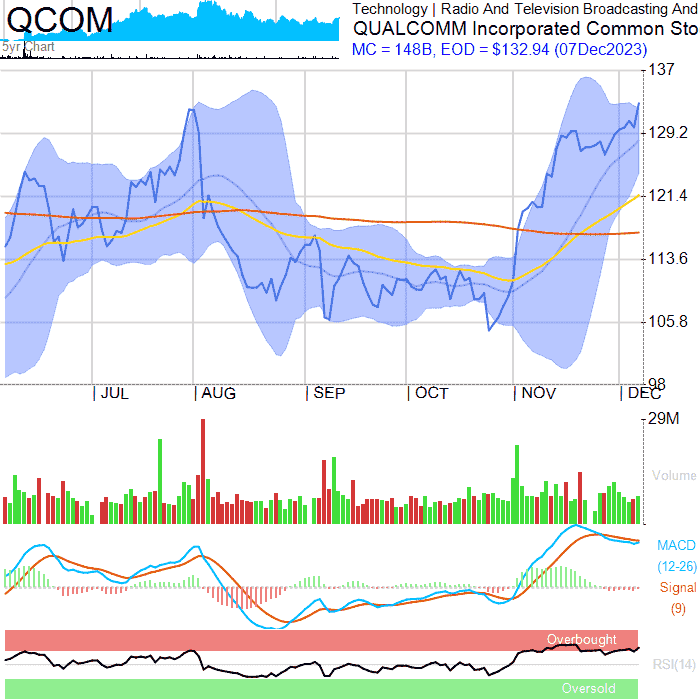 QCOM
5yr Chart
Technology | Radio And Television Broadcasting And
QUALCOMM Incorporated Common Sto
MC = 148B, EOD = $132.94 (07Dec2023)
137
129.2
121.4
113.6
105.8
98
JUL AUG SEP OCT NOV DEC
29M
Volume
MACD
(12-26)
Signal
(9)
Overbought
RSI(14)
Oversold